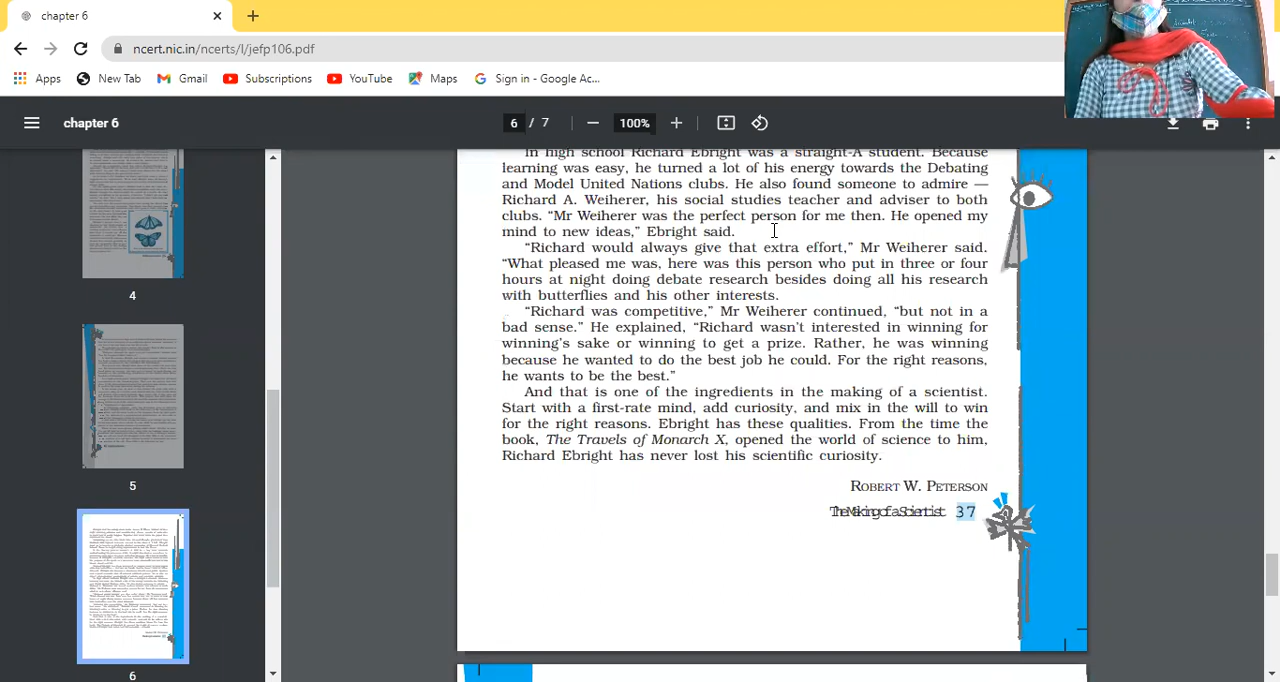 chapter 6
ncert.nic.in/ncerts/l/jefp106.pdf
Apps New Tab Gmail Subscriptions YouTube Maps Sign in - Google Ac...
chapter 6 6 / 7 100%
4
5
6
In high school Richard Ebright was a straight-A student. Because
learning was easy, he turned a lot of his energy towards the Debating
and Model United Nations clubs. He also found someone to admire —
Richard A. Weiherer, his social studies teacher and adviser to both
clubs. “Mr Weiherer was the perfect person for me then. He opened my
mind to new ideas,” Ebright said.
“Richard would always give that extra effort,” Mr Weiherer said.
“What pleased me was, here was this person who put in three or four
hours at night doing debate research besides doing all his research
with butterflies and his other interests.
“Richard was competitive,” Mr Weiherer continued, “but not in a
bad sense.” He explained, “Richard wasn’t interested in winning for
winning’s sake or winning to get a prize. Rather, he was winning
because he wanted to do the best job he could. For the right reasons,
he wants to be the best.”
And that is one of the ingredients in the making of a scientist.
Start with a first-rate mind, add curiosity, and mix in the will to win
for the right reasons. Ebright has these qualities. From the time the
book, The Travels of Monarch X, opened the world of science to him,
Richard Ebright has never lost his scientific curiosity.
ROBERT W. PETERSON
The Making of a Scientist 37